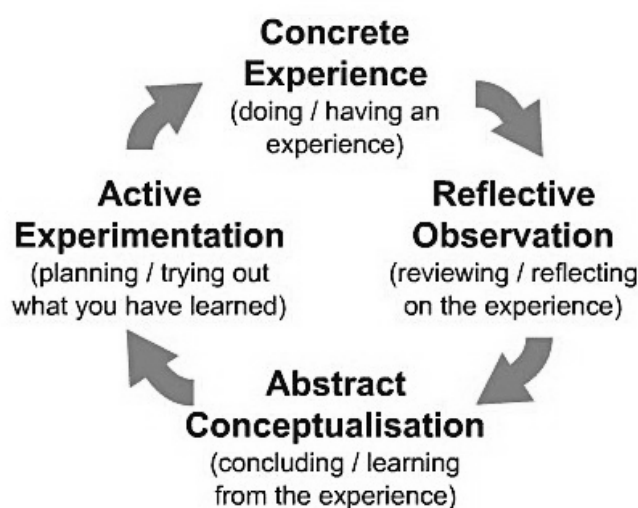 Concrete
Experience
(doing / having an
experience)
Reflective
Observation
(reviewing / reflecting
on the experience)
Abstract
Conceptualisation
(concluding / learning
from the experience)
Active
Experimentation
(planning / trying out
what you have learned)